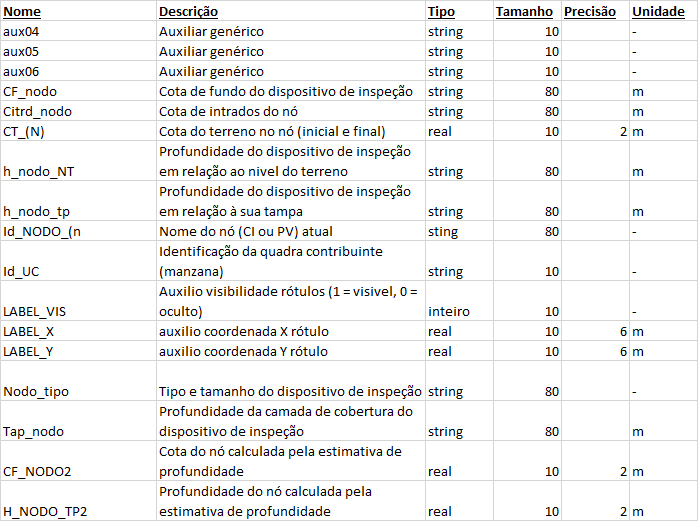 Nome Descrição Tipo Tamanho Precisão Unidade
aux04 Auxiliar genérico string 10 -
aux05 Auxiliar genérico string 10 -
aux06 Auxiliar genérico string 10 -
CF_nodo Cota de fundo do dispositivo de inspeção string 80 m
Citrd_nodo Cota de intrados do nó string 80 m
CT_(N) Cota do terreno no nó (inicial e final) real 10 2 m
Profundidade do dispositivo de inspeção
h_nodo_NT em relação ao nivel do terreno string 80 m
Profundidade do dispositivo de inspeção
h_nodo_tp em relação à sua tampa string 80 m
Id_NODO_(n Nome do nó (CI ou PV) atual sting 80 -
Identificação da quadra contribuinte
Id_UC (manzana) string 10 -
Auxilio visibilidade rótulos (1 = visivel, 0 =
LABEL_VIS oculto) inteiro 10 -
LABEL_X auxilio coordenada X rótulo real 10 6 m
LABEL_Y auxilio coordenada Y rótulo real 10 6 m
Nodo_tipo Tipo e tamanho do dispositivo de inspeção string 80 -
Profundidade da camada de cobertura do
Tap_nodo dispositivo de inspeção string 80 m
Cota do nó calculada pela estimativa de
CF_NODO2 profundidade real 10 2 m
Profundidade do nó calculada pela
H_NODO_TP2 estimativa de profundidade real 10 2 m